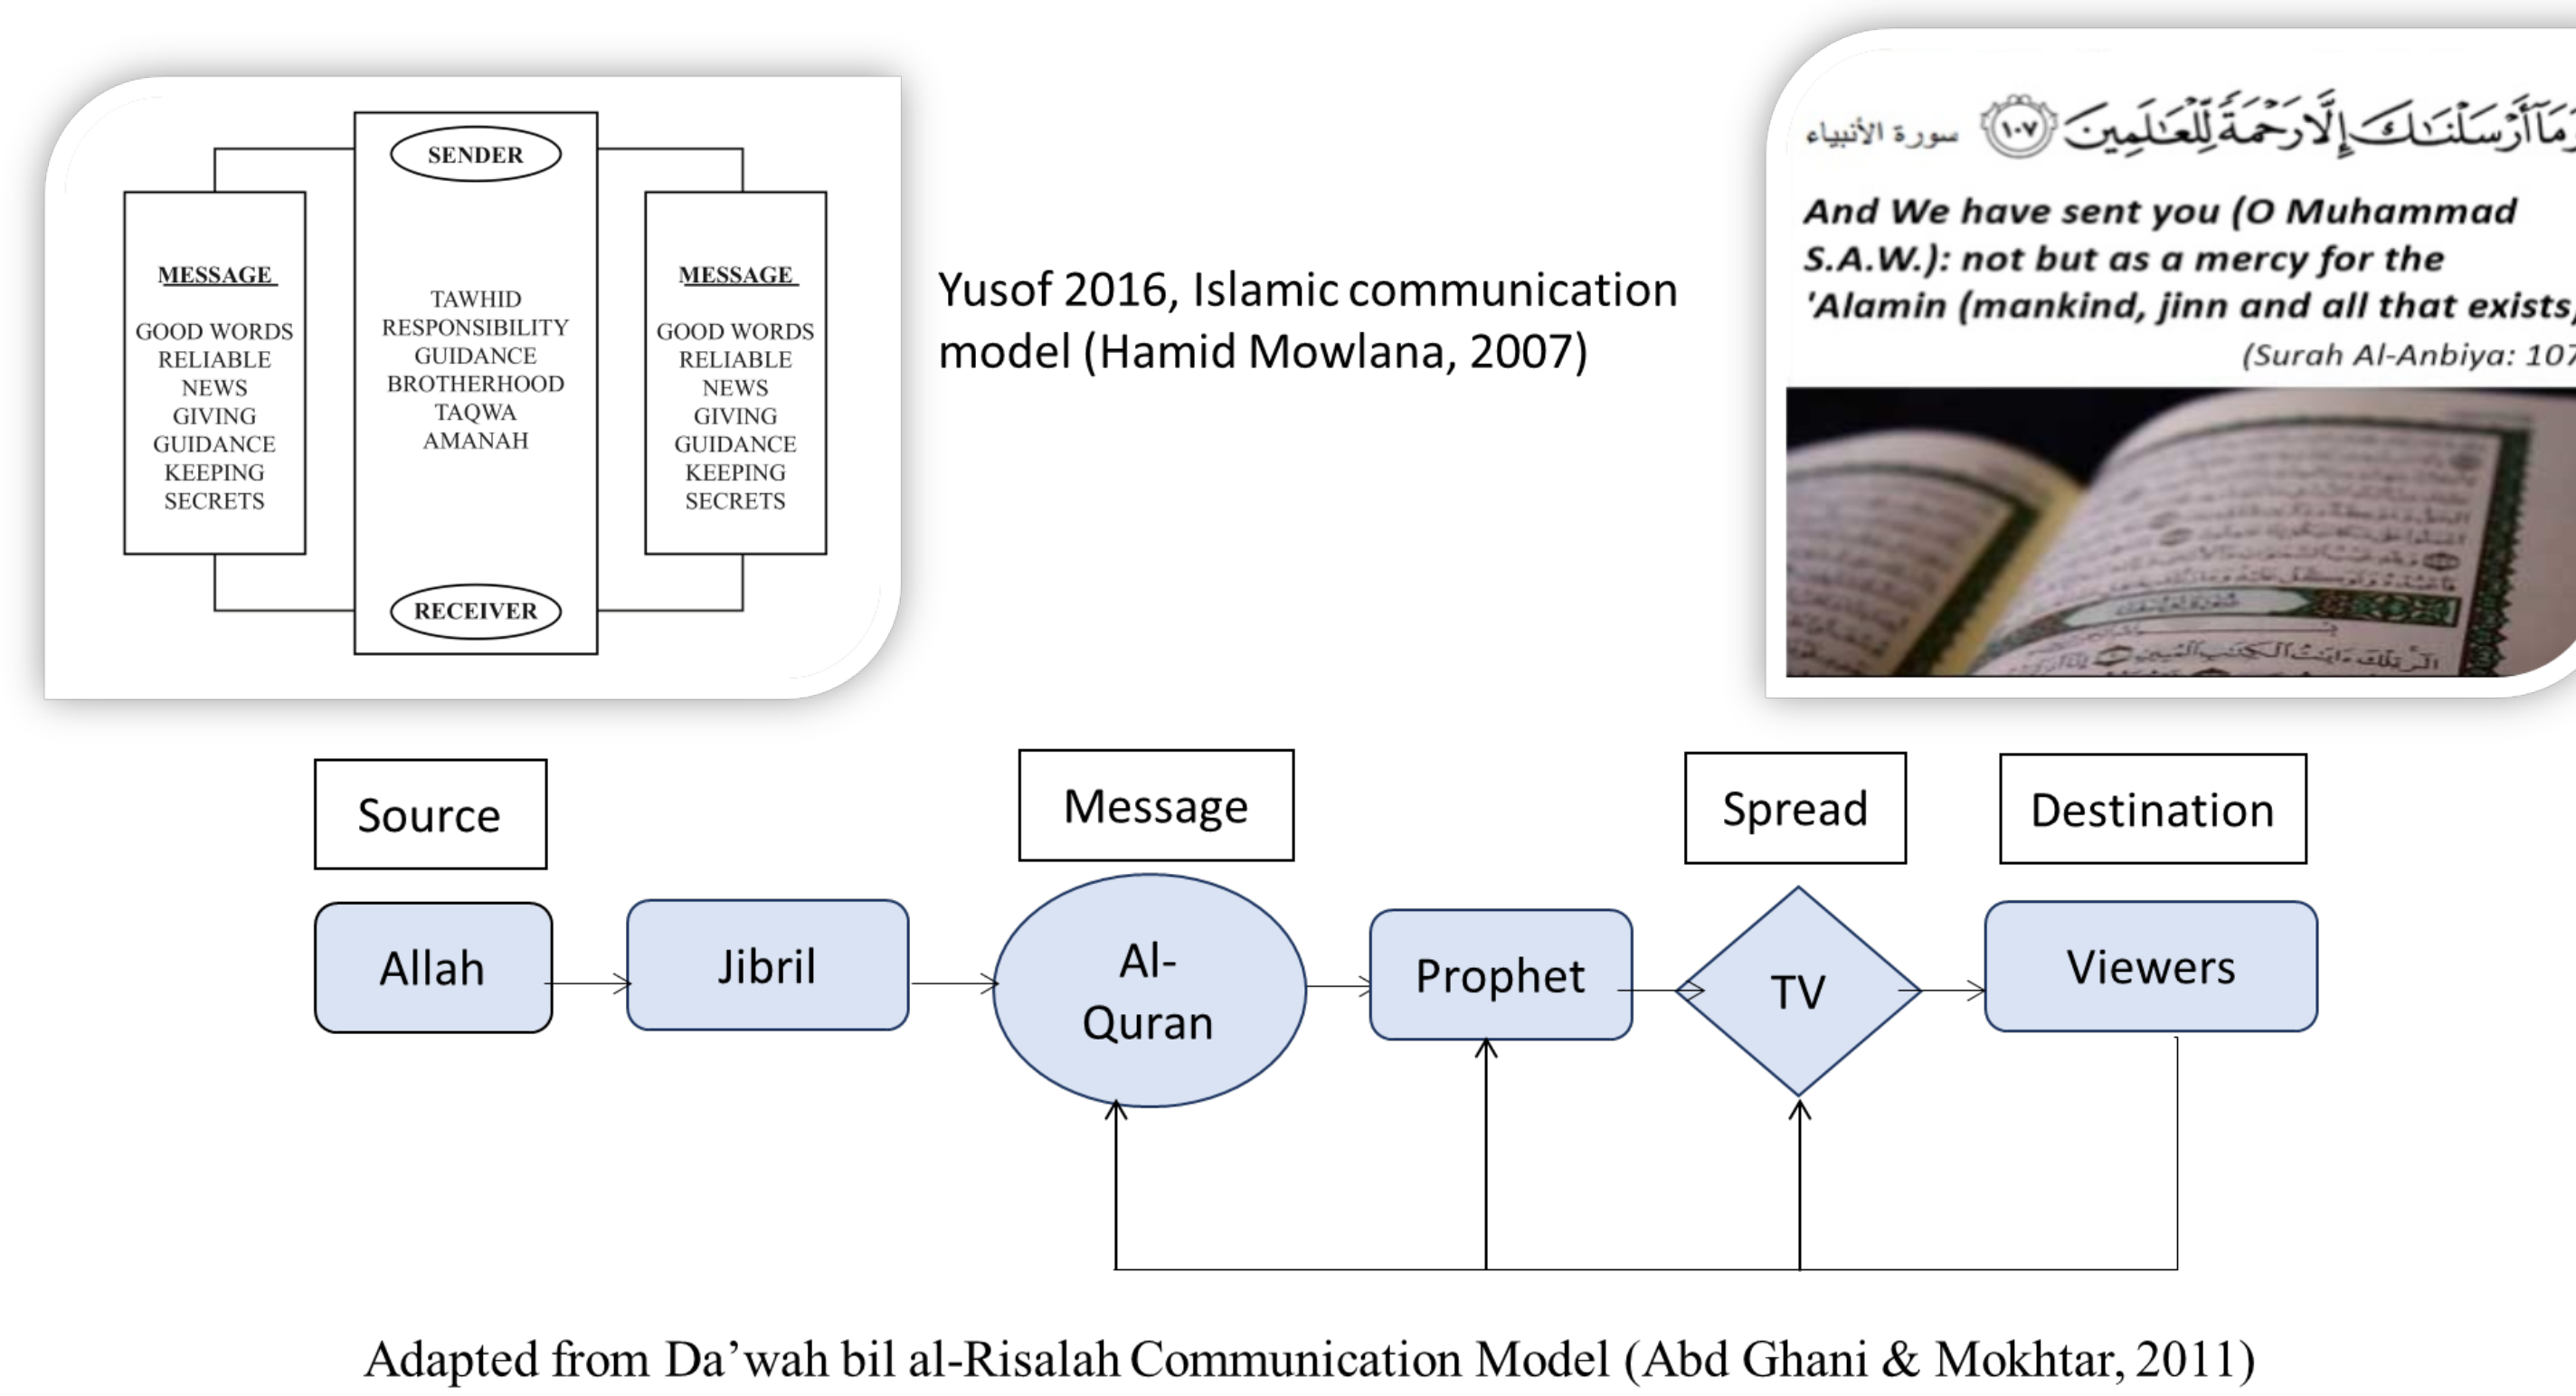 SENDER
MESSAGE
GOOD WORDS
RELIABLE
NEWS
GIVING
GUIDANCE
KEEPING
SECRETS
TAWHID
RESPONSIBILITY
GUIDANCE
BROTHERHOOD
TAQWA
AMANAH
MESSAGE
GOOD WORDS
RELIABLE
NEWS
GIVING
GUIDANCE
KEEPING
SECRETS
RECEIVER
Yusof 2016, Islamic communication
model (Hamid Mowlana, 2007)
وَمَآ أَرْسَلْنَـٰكَ إِلَّا رَحْمَةً لِّلْعَـٰلَمِينَ ١٠٧ سورة الأنبياء
And We have sent you (O Muhammad
S.A.W.): not but as a mercy for the
'Alamin (mankind, jinn and all that exists)
(Surah Al-Anbiya: 107
Source
Message
Spread
Destination
Allah
Jibril
Al-
Quran
Prophet
TV
Viewers
Adapted from Da’wah bil al-Risalah Communication Model (Abd Ghani & Mokhtar, 2011)